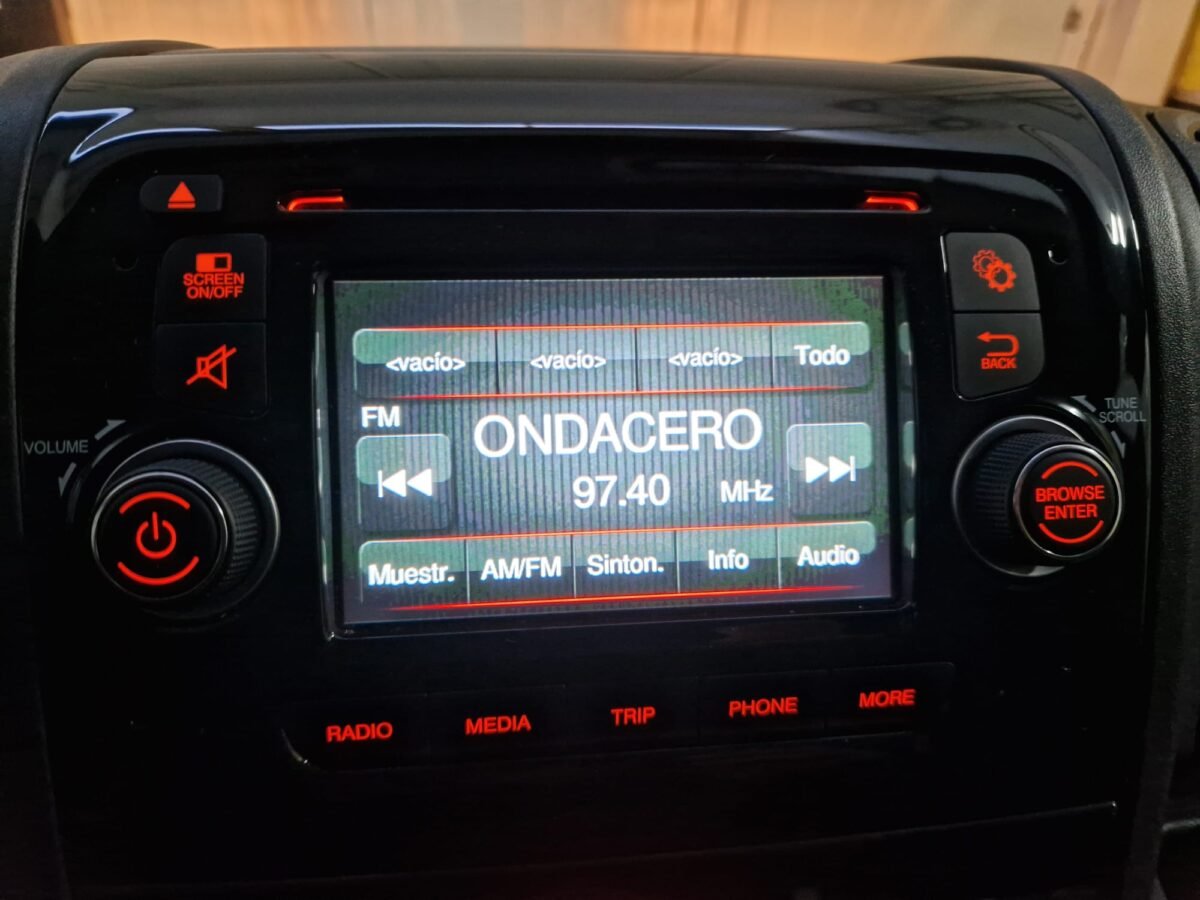 SCREEN
ON/OFF
VOLUME
<vacío> <vacío> <vacío> Todo
FM
ONDACERO
97.40 MHz
Muestr. AM/FM Sinton. Info Audio
BACK
TUNE
SCROLL
BROWSE
ENTER
RADIO MEDIA TRIP PHONE MORE